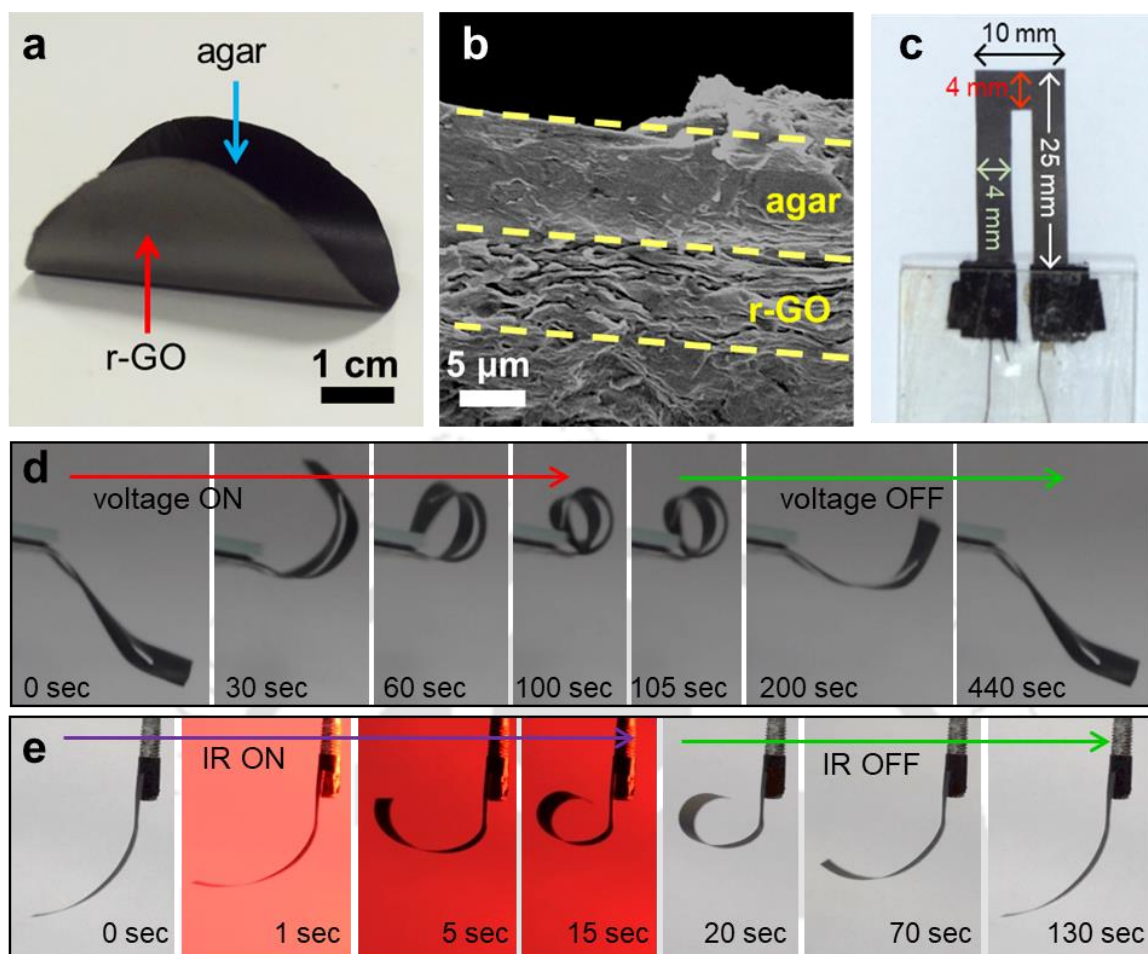 a
agar
r-GO
1 cm
b
agar
r-GO
5 µm
c
10 mm
4 mm
25 mm
4 mm
d
voltage ON
voltage OFF
0 sec
30 sec
60 sec
100 sec
105 sec
200 sec
440 sec
e
IR ON
IR OFF
0 sec
1 sec
5 sec
15 sec
20 sec
70 sec
130 sec